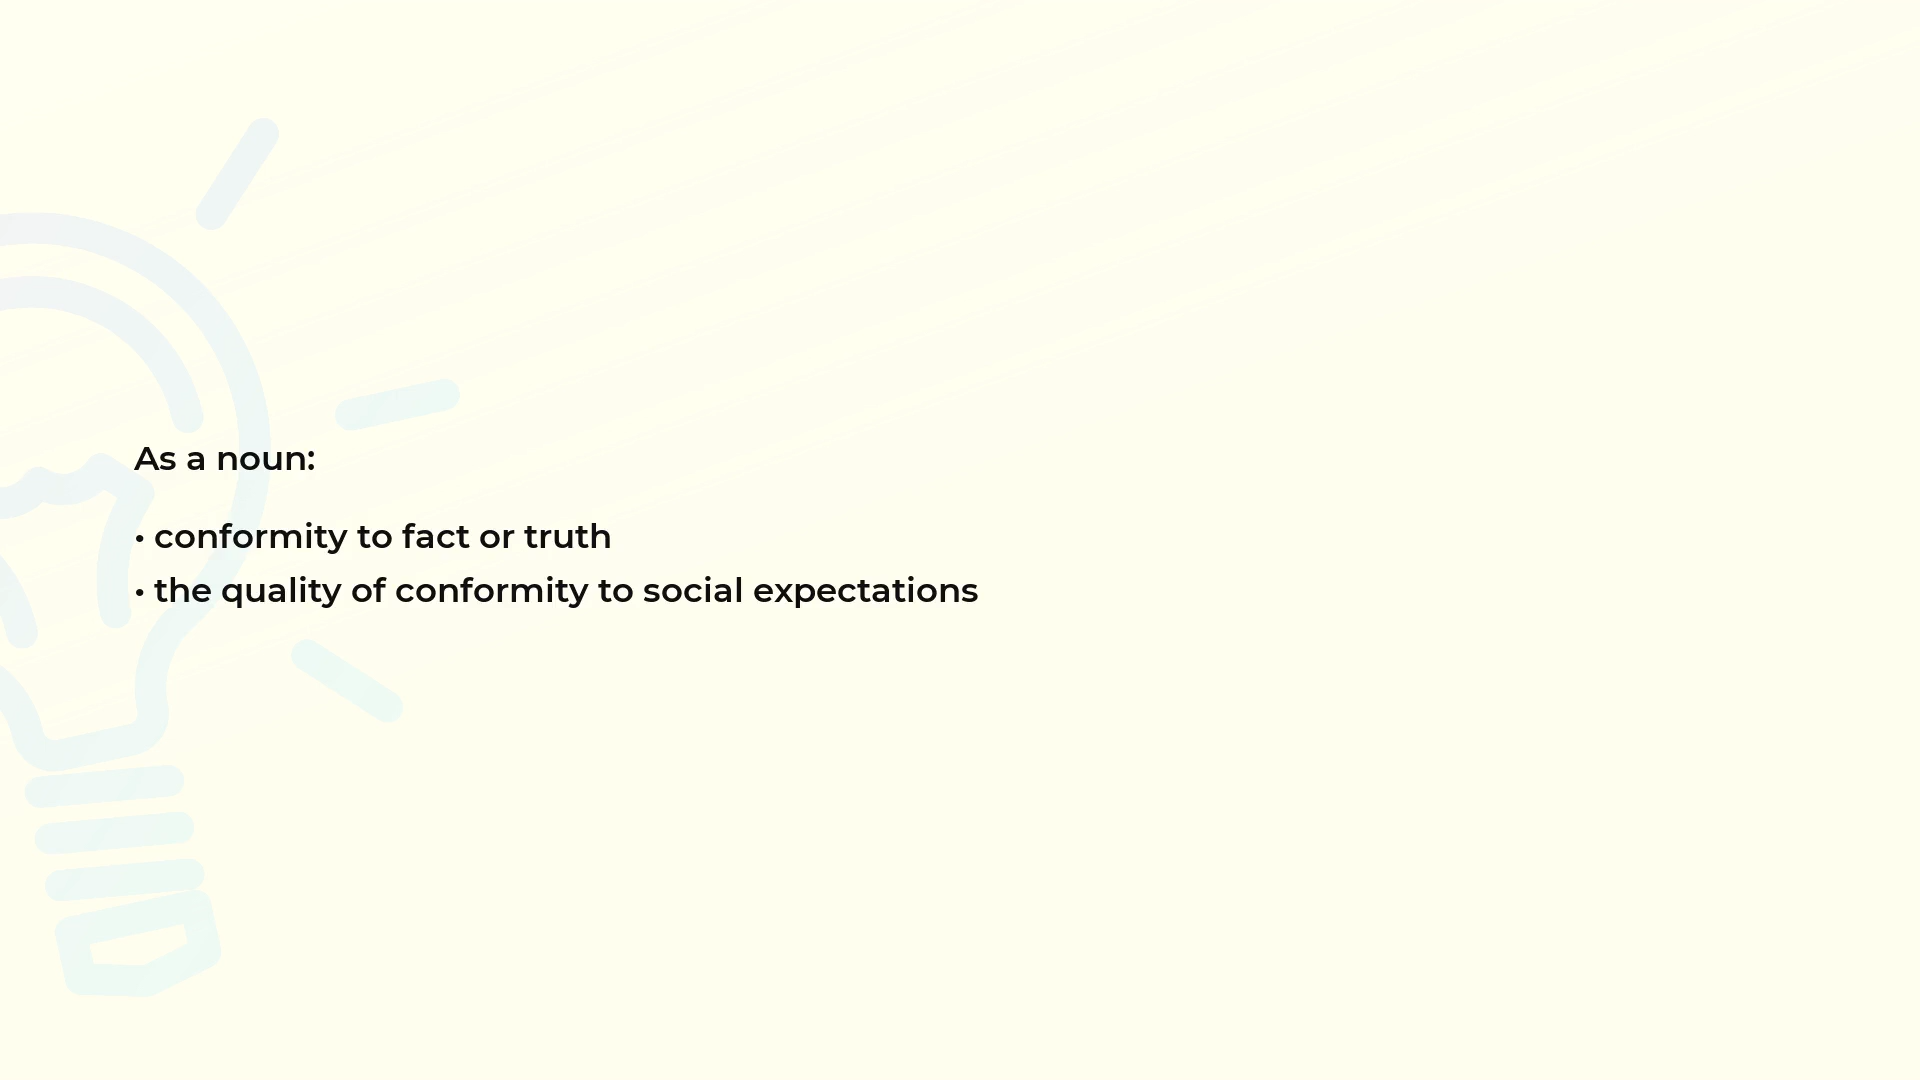 As a noun:
• conformity to fact or truth
• the quality of conformity to social expectations